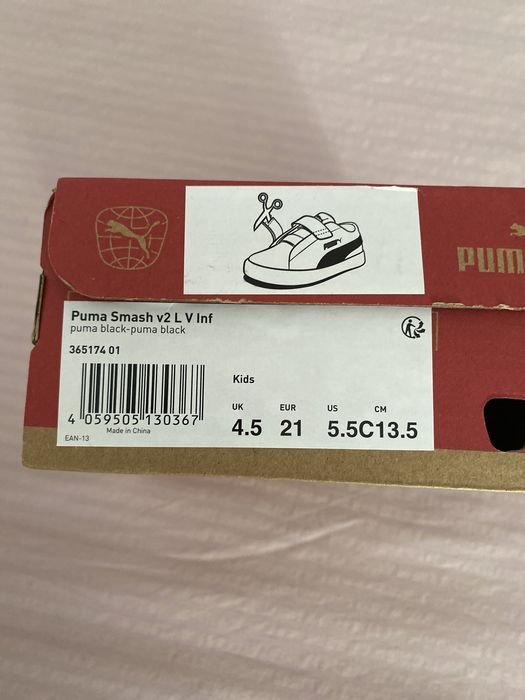 PUMA
PUM
Puma Smash v2 L V Inf
puma black-puma black
365174 01
Kids
UK EUR US CM
4.5 21 5.5C 13.5
4 059505 130367
Made in China
EAN-13